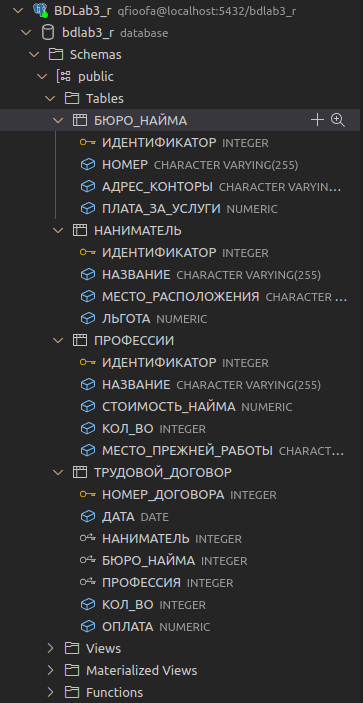 BDLab3_r qfioofa@localhost:5432/bdlab3_r
bdlab3_r database
Schemas
public
Tables
БЮРО_НАЙМА
ИДЕНТИФИКАТОР INTEGER
НОМЕР CHARACTER VARYING(255)
АДРЕС_КОНТОРЫ CHARACTER VARYIN...
ПЛАТА_ЗА_УСЛУГИ NUMERIC
НАНИМАТЕЛЬ
ИДЕНТИФИКАТОР INTEGER
НАЗВАНИЕ CHARACTER VARYING(255)
МЕСТО_РАСПОЛОЖЕНИЯ CHARACTER ...
ЛЬГОТА NUMERIC
ПРОФЕССИИ
ИДЕНТИФИКАТОР INTEGER
НАЗВАНИЕ CHARACTER VARYING(255)
СТОИМОСТЬ_НАЙМА NUMERIC
КОЛ_ВО INTEGER
МЕСТО_ПРЕЖНЕЙ_РАБОТЫ CHARACT...
ТРУДОВОЙ_ДОГОВОР
НОМЕР_ДОГОВОРА INTEGER
ДАТА DATE
НАНИМАТЕЛЬ INTEGER
БЮРО_НАЙМА INTEGER
ПРОФЕССИЯ INTEGER
КОЛ_ВО INTEGER
ОПЛАТА NUMERIC
Views
Materialized Views
Functions